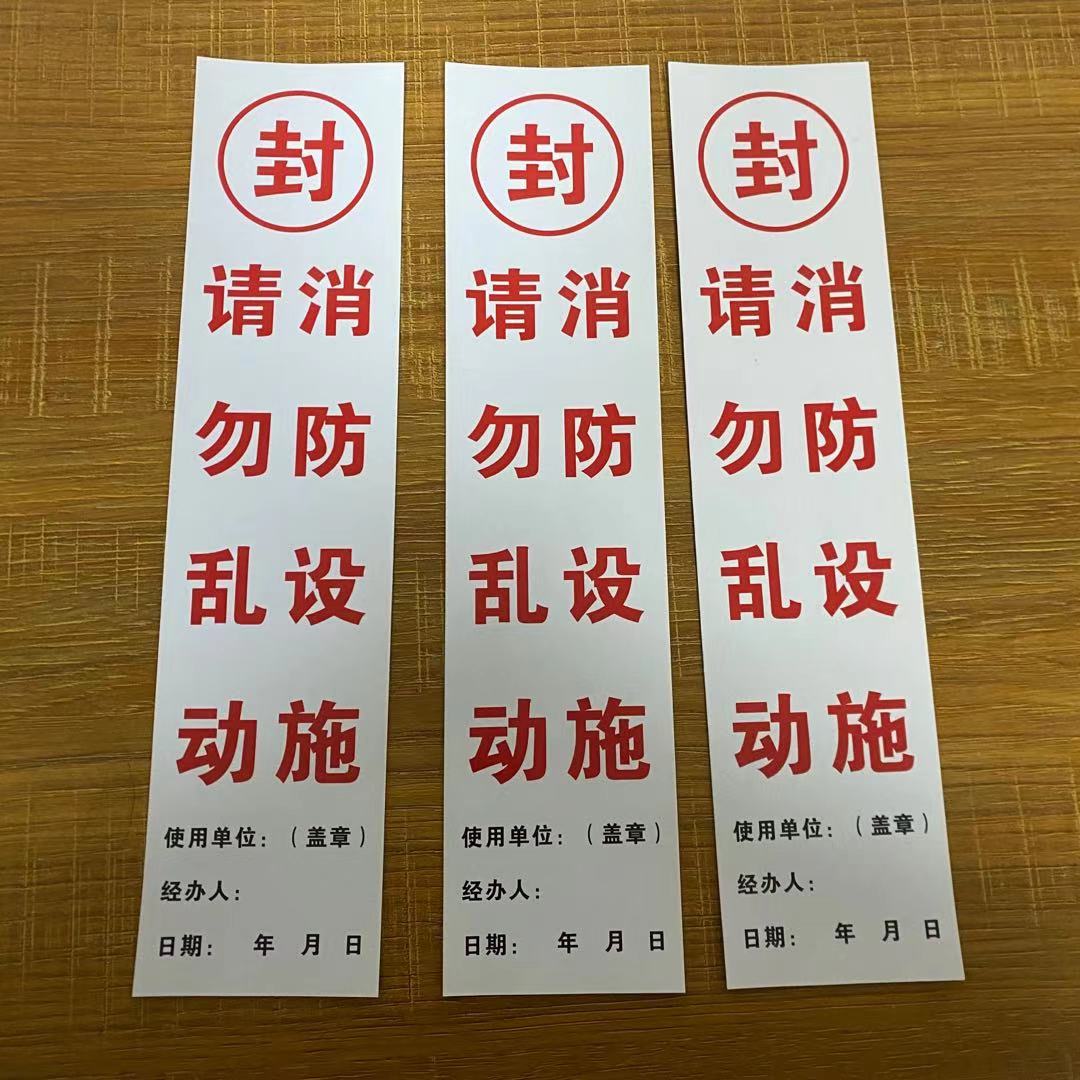 封
消防设施
请勿乱动
使用单位：（盖章）
经办人：
日期： 年 月 日
封
消防设施
请勿乱动
使用单位：（盖章）
经办人：
日期： 年 月 日
封
消防设施
请勿乱动
使用单位：（盖章）
经办人：
日期： 年 月 日